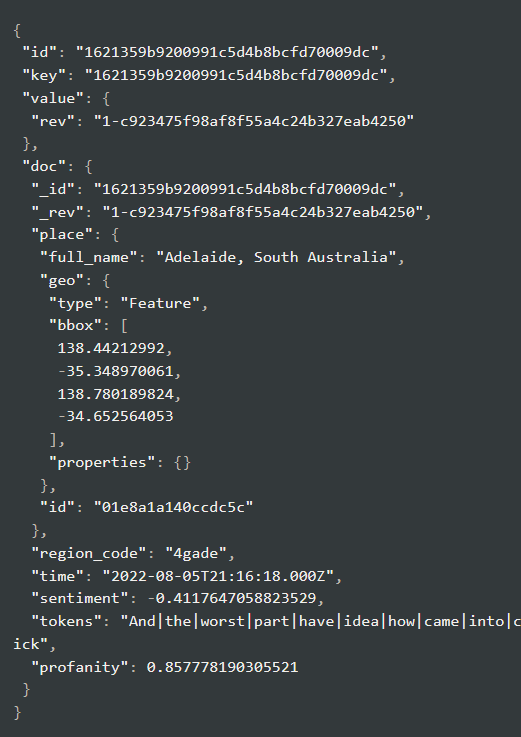 {
"id": "1621359b9200991c5d4b8bcfd70009dc",
"key": "1621359b9200991c5d4b8bcfd70009dc",
"value": {
"rev": "1-c923475f98af8f55a4c24b327eab4250"
},
"doc": {
"_id": "1621359b9200991c5d4b8bcfd70009dc",
"_rev": "1-c923475f98af8f55a4c24b327eab4250",
"place": {
"full_name": "Adelaide, South Australia",
"geo": {
"type": "Feature",
"bbox": [
138.44212992,
-35.348970061,
138.780189824,
-34.652564053
],
"properties": {}
},
"id": "01e8a1a140ccdc5c"
},
"region_code": "4gade",
"time": "2022-08-05T21:16:18.000Z",
"sentiment": -0.4117647058823529,
"tokens": "And|the|worst|part|have|idea|how|came|into|c
ick",
"profanity": 0.857778190305521
}
}